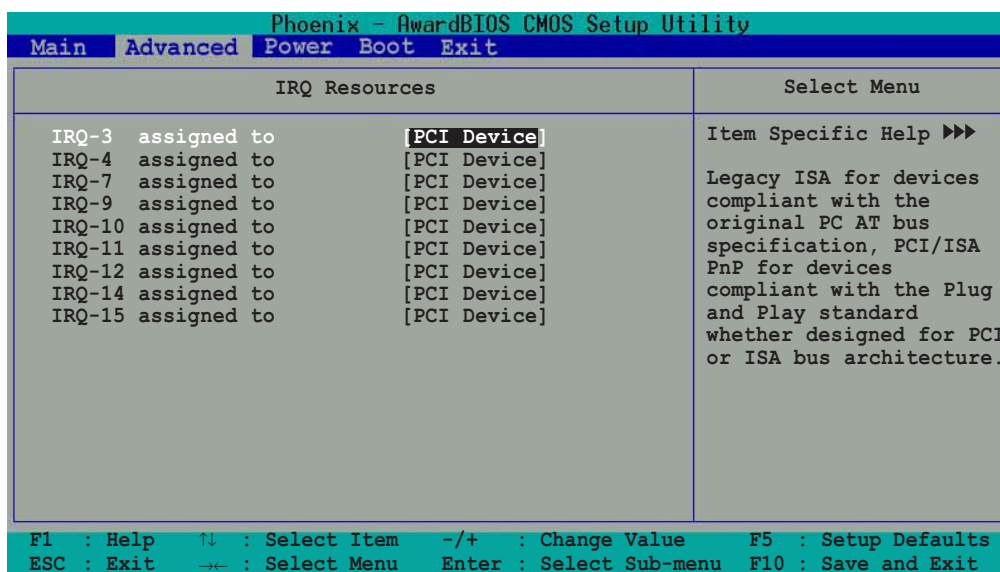 Phoenix - AwardBIOS CMOS Setup Utility
Main Advanced Power Boot Exit
IRQ Resources
Select Menu
IRQ-3 assigned to [PCI Device]
IRQ-4 assigned to [PCI Device]
IRQ-7 assigned to [PCI Device]
IRQ-9 assigned to [PCI Device]
IRQ-10 assigned to [PCI Device]
IRQ-11 assigned to [PCI Device]
IRQ-12 assigned to [PCI Device]
IRQ-14 assigned to [PCI Device]
IRQ-15 assigned to [PCI Device]
Item Specific Help ▶▶▶
Legacy ISA for devices
compliant with the
original PC AT bus
specification, PCI/ISA
PnP for devices
compliant with the Plug
and Play standard
whether designed for PCI
or ISA bus architecture.
F1 : Help ↑↓ : Select Item -/+ : Change Value F5 : Setup Defaults
ESC : Exit →← : Select Menu Enter : Select Sub-menu F10 : Save and Exit